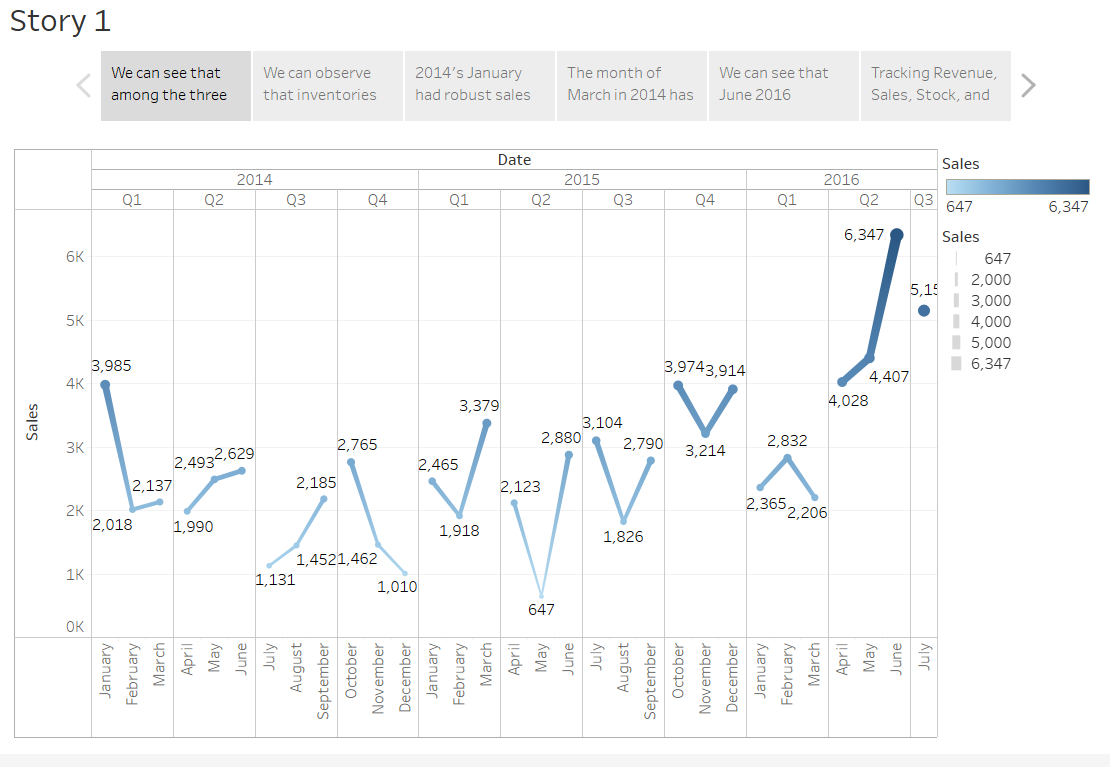 Story 1
We can see that
among the three
We can observe
that inventories
2014's January
had robust sales
The month of
March in 2014 has
We can see that
June 2016
Tracking Revenue,
Sales, Stock, and
Date
2014 2015 2016
Q1 Q2 Q3 Q4 Q1 Q2 Q3 Q4 Q1 Q2 Q3
Sales
647 6,347
Sales
647
2,000
3,000
4,000
5,000
6,347
Sales
6K
5K
4K
3K
2K
1K
0K
3,985
2,018
2,137
1,990
2,493
2,629
1,131
1,452
2,185
2,765
1,462
1,010
2,465
1,918
3,379
2,123
647
2,880
3,104
1,826
2,790
3,974
3,214
3,914
2,365
2,832
2,206
4,028
4,407
6,347
5,15
January
February
March
April
May
June
July
August
September
October
November
December
January
February
March
April
May
June
July
August
September
October
November
December
January
February
March
April
May
June
July